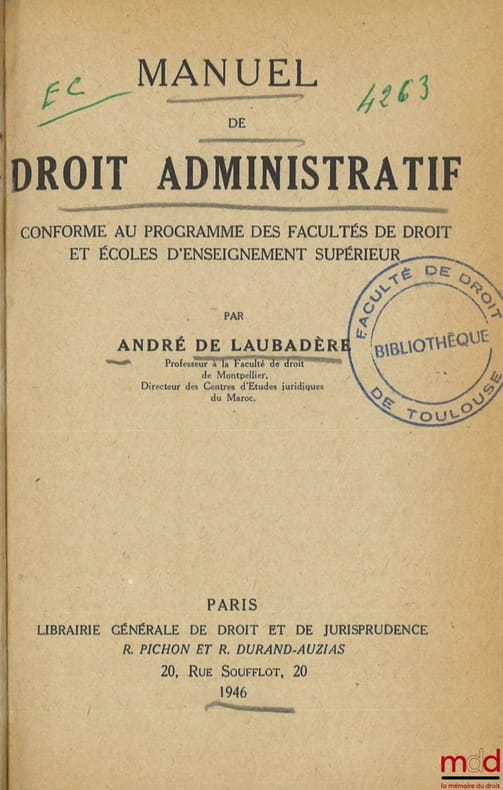 MANUEL
EC
4263
DE
DROIT ADMINISTRATIF
CONFORME AU PROGRAMME DES FACULTÉS DE DROIT
ET ÉCOLES D'ENSEIGNEMENT SUPÉRIEUR
PAR
ANDRÉ DE LAUBADÈRE
Professeur à la Faculté de droit
de Montpellier,
Directeur des Centres d'Etudes juridiques
du Maroc.
FACULTÉ DE DROIT
BIBLIOTHÈQUE
DE TOULOUSE
PARIS
LIBRAIRIE GÉNÉRALE DE DROIT ET DE JURISPRUDENCE
R. PICHON ET R. DURAND-AUZIAS
20, RUE SOUFFLOT, 20
1946
mdd
la mémoire du droit